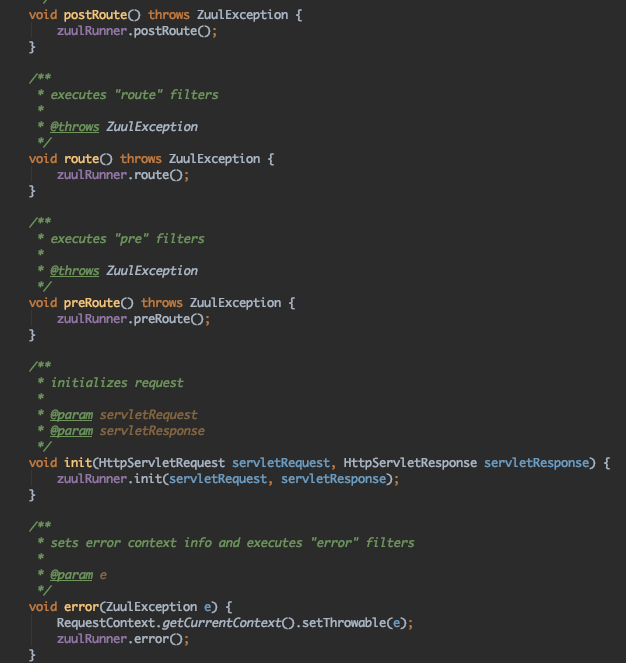 void postRoute() throws ZuulException {
    zuulRunner.postRoute();
}

/**
 * executes "route" filters
 *
 * @throws ZuulException
 */
void route() throws ZuulException {
    zuulRunner.route();
}

/**
 * executes "pre" filters
 *
 * @throws ZuulException
 */
void preRoute() throws ZuulException {
    zuulRunner.preRoute();
}

/**
 * initializes request
 *
 * @param servletRequest
 * @param servletResponse
 */
void init(HttpServletRequest servletRequest, HttpServletResponse servletResponse) {
    zuulRunner.init(servletRequest, servletResponse);
}

/**
 * sets error context info and executes "error" filters
 *
 * @param e
 */
void error(ZuulException e) {
    RequestContext.getCurrentContext().setThrowable(e);
    zuulRunner.error();
}